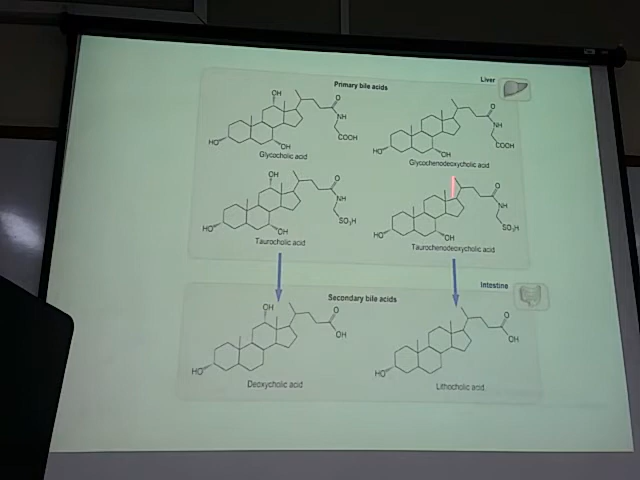 Liver
Primary bile acids
OH
O
NH
COOH
HO
OH
Glycocholic acid
O
NH
COOH
HO
OH
Glycochenodeoxycholic acid
OH
O
NH
SO₃H
HO
OH
Taurocholic acid
O
NH
SO₃H
HO
OH
Taurochenodeoxycholic acid
Intestine
Secondary bile acids
OH
O
OH
HO
Deoxycholic acid
O
OH
HO
Lithocholic acid